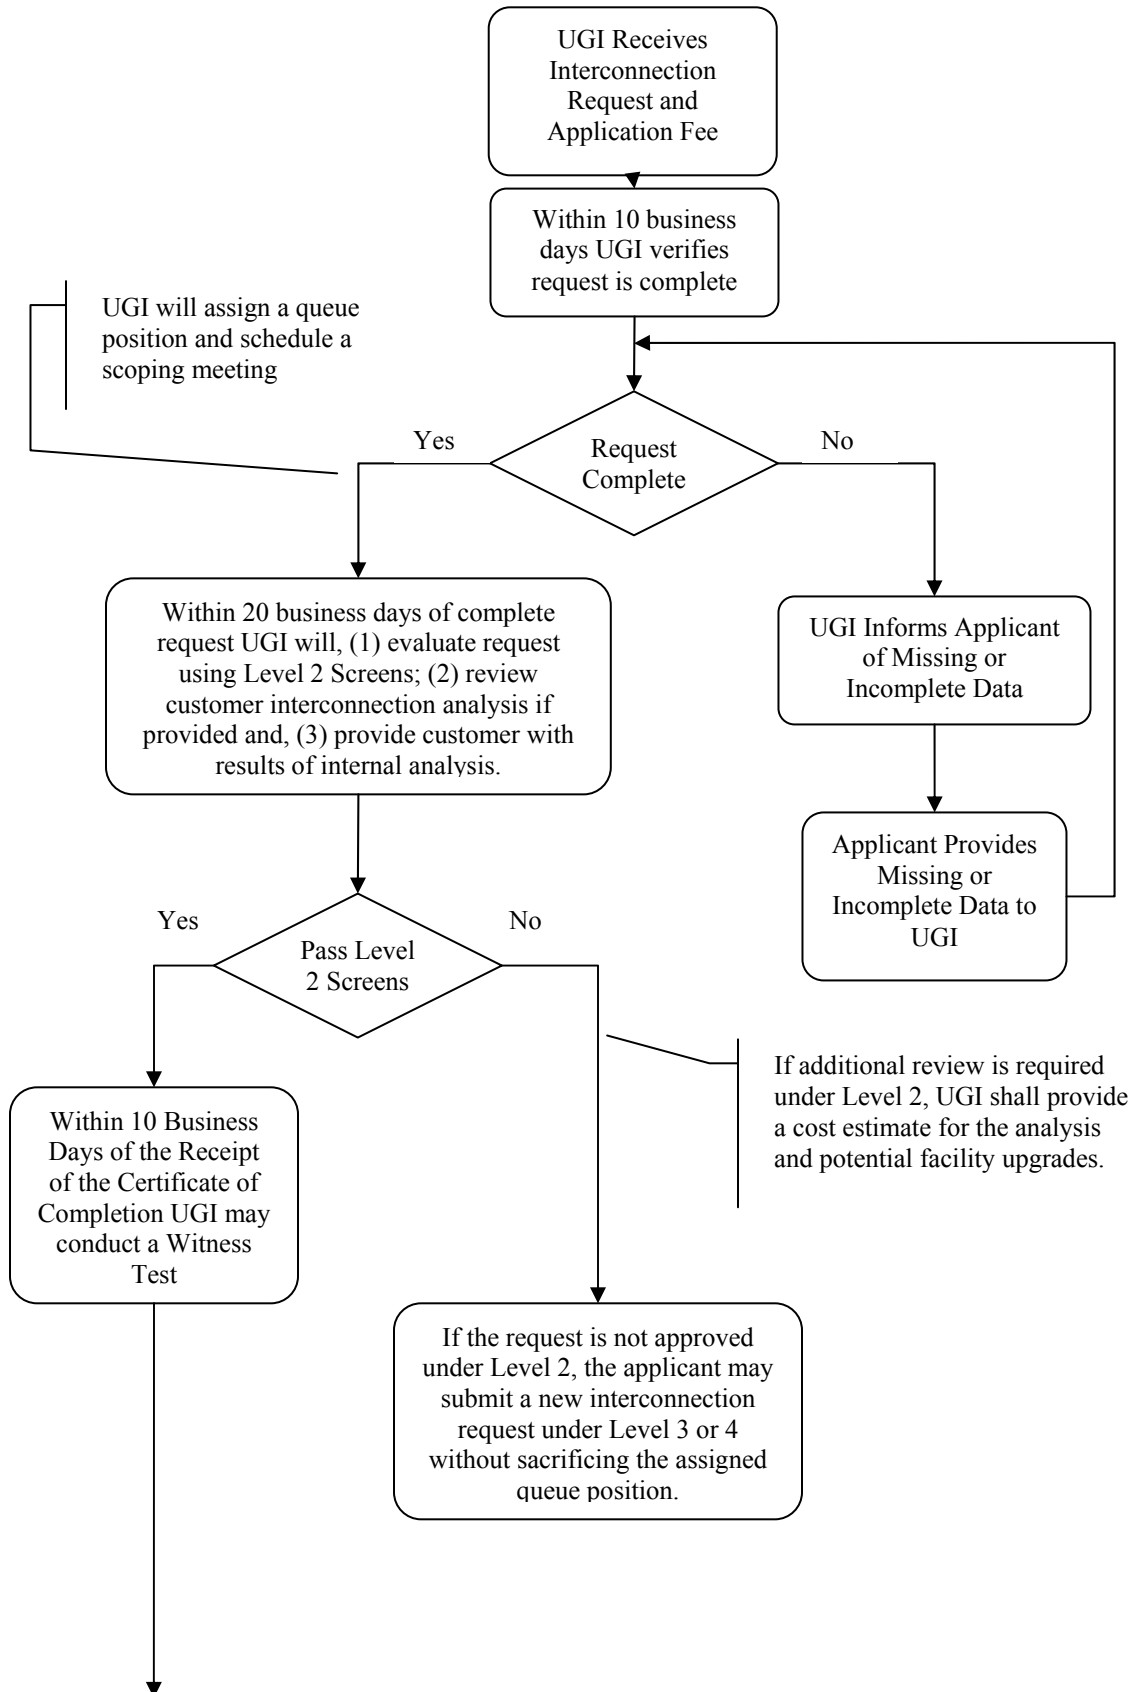 UGI Receives
Interconnection
Request and
Application Fee
Within 10 business
days UGI verifies
request is complete
UGI will assign a queue
position and schedule a
scoping meeting
Yes
Request
Complete
No
Within 20 business days of complete
request UGI will, (1) evaluate request
using Level 2 Screens; (2) review
customer interconnection analysis if
provided and, (3) provide customer with
results of internal analysis.
UGI Informs Applicant
of Missing or
Incomplete Data
Applicant Provides
Missing or
Incomplete Data to
UGI
Yes
Pass Level
2 Screens
No
If additional review is required
under Level 2, UGI shall provide
a cost estimate for the analysis
and potential facility upgrades.
Within 10 Business
Days of the Receipt
of the Certificate of
Completion UGI may
conduct a Witness
Test
If the request is not approved
under Level 2, the applicant may
submit a new interconnection
request under Level 3 or 4
without sacrificing the assigned
queue position.